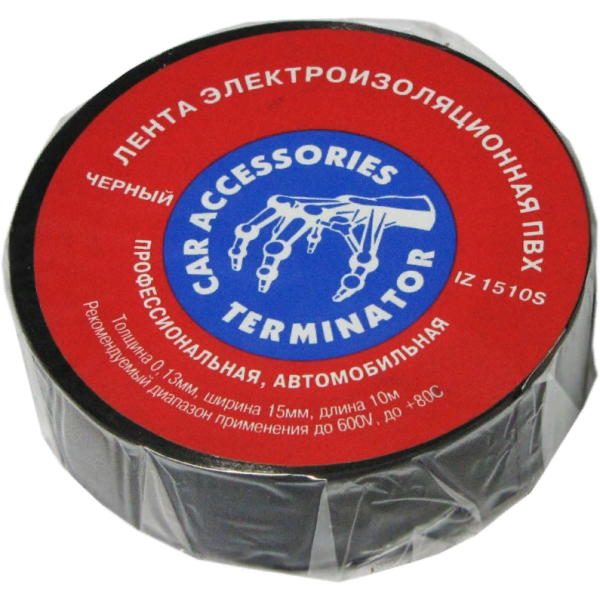 ЛЕНТА ЭЛЕКТРОИЗОЛЯЦИОННАЯ ПВХ
ЧЕРНЫЙ
CAR ACCESSORIES
TERMINATOR
IZ 1510S
ПРОФЕССИОНАЛЬНАЯ, АВТОМОБИЛЬНАЯ
Толщина 0,13мм, ширина 15мм, длина 10м
Рекомендуемый диапазон применения до 600V, до +80С